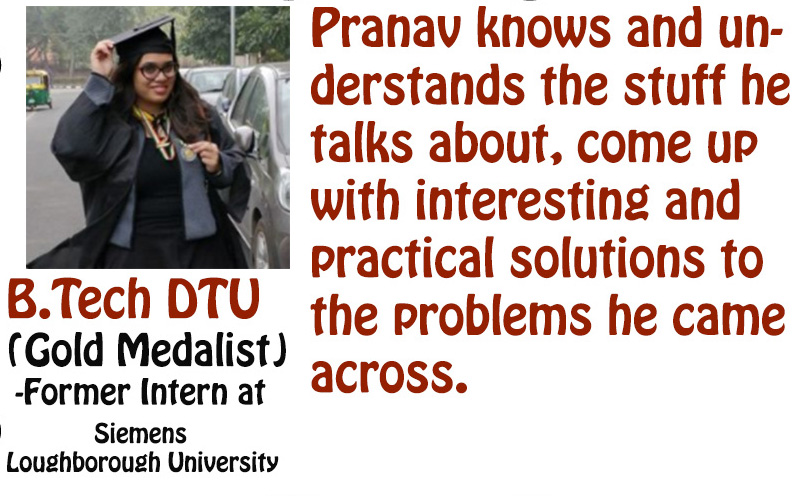 Pranav knows and un-
derstands the stuff he
talks about, come up
with interesting and
practical solutions to
the problems he came
across.
B.Tech DTU
(Gold Medalist)
-Former Intern at
Siemens
Loughborough University